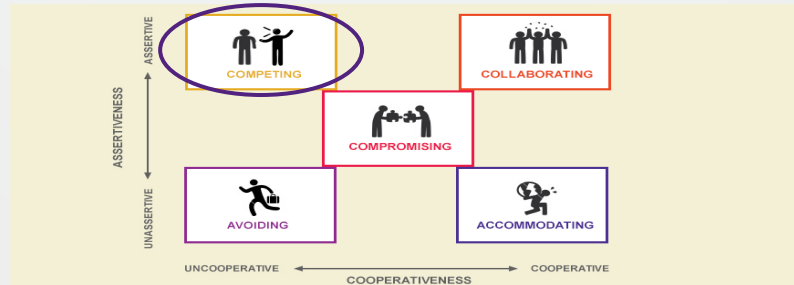 ASSERTIVE
COMPETING
COLLABORATING
ASSERTIVENESS
COMPROMISING
UNASSERTIVE
AVOIDING
ACCOMMODATING
UNCOOPERATIVE
COOPERATIVE
COOPERATIVENESS